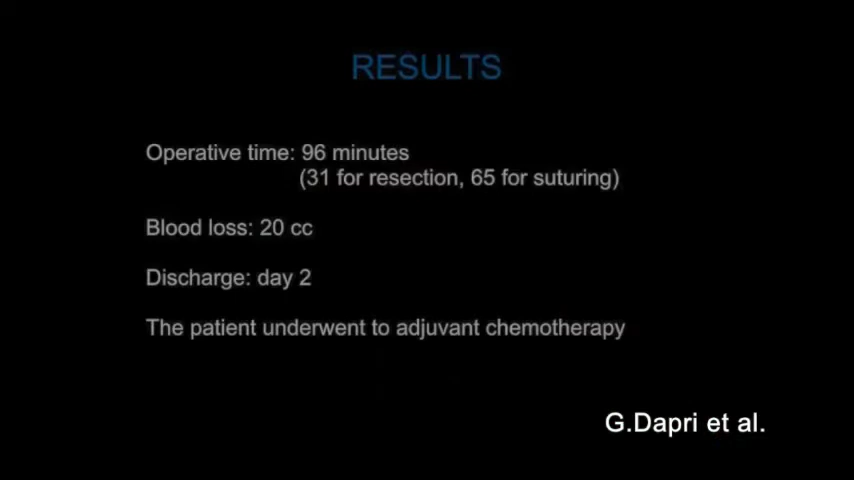 RESULTS
Operative time: 96 minutes
(31 for resection, 65 for suturing)
Blood loss: 20 cc
Discharge: day 2
The patient underwent to adjuvant chemotherapy
G.Dapri et al.